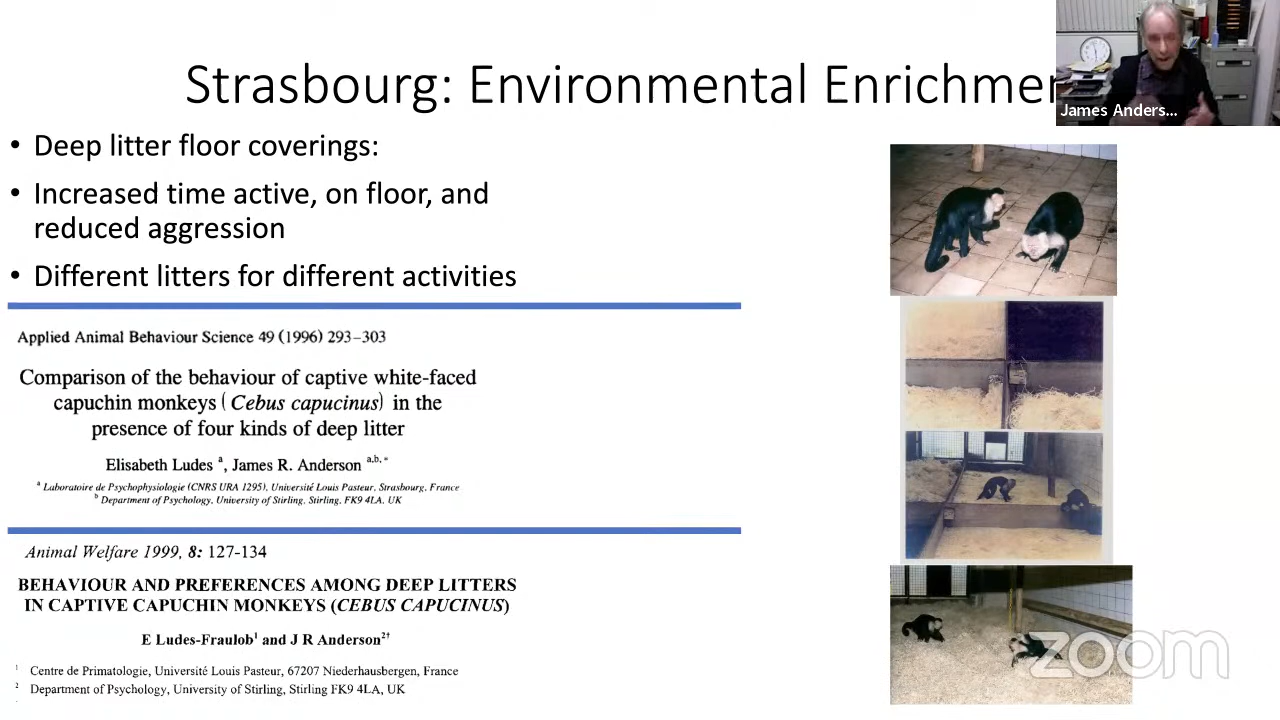 Strasbourg: Environmental Enrichmen
James Anders...
• Deep litter floor coverings:
• Increased time active, on floor, and
reduced aggression
• Different litters for different activities
Applied Animal Behaviour Science 49 (1996) 293–303
Comparison of the behaviour of captive white-faced
capuchin monkeys (Cebus capucinus) in the
presence of four kinds of deep litter
Elisabeth Ludes a, James R. Anderson a,b,*
a Laboratoire de Psychophysiologie (CNRS URA 1295), Université Louis Pasteur, Strasbourg, France
b Department of Psychology, University of Stirling, Stirling, FK9 4LA, UK
Animal Welfare 1999, 8: 127-134
BEHAVIOUR AND PREFERENCES AMONG DEEP LITTERS
IN CAPTIVE CAPUCHIN MONKEYS (CEBUS CAPUCINUS)
E Ludes-Fraulob1 and J R Anderson2†
1 Centre de Primatologie, Université Louis Pasteur, 67207 Niederhausbergen, France
2 Department of Psychology, University of Stirling, Stirling FK9 4LA, UK
zoom